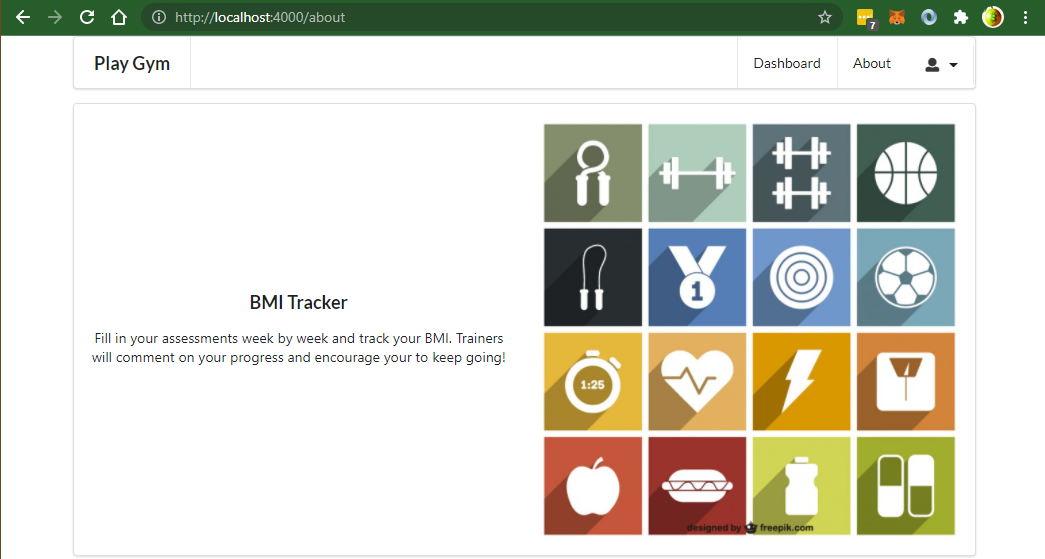 http://localhost:4000/about
7
3
Play Gym
Dashboard
About
BMI Tracker
Fill in your assessments week by week and track your BMI. Trainers
will comment on your progress and encourage your to keep going!
1
1:25
designed by freepik.com